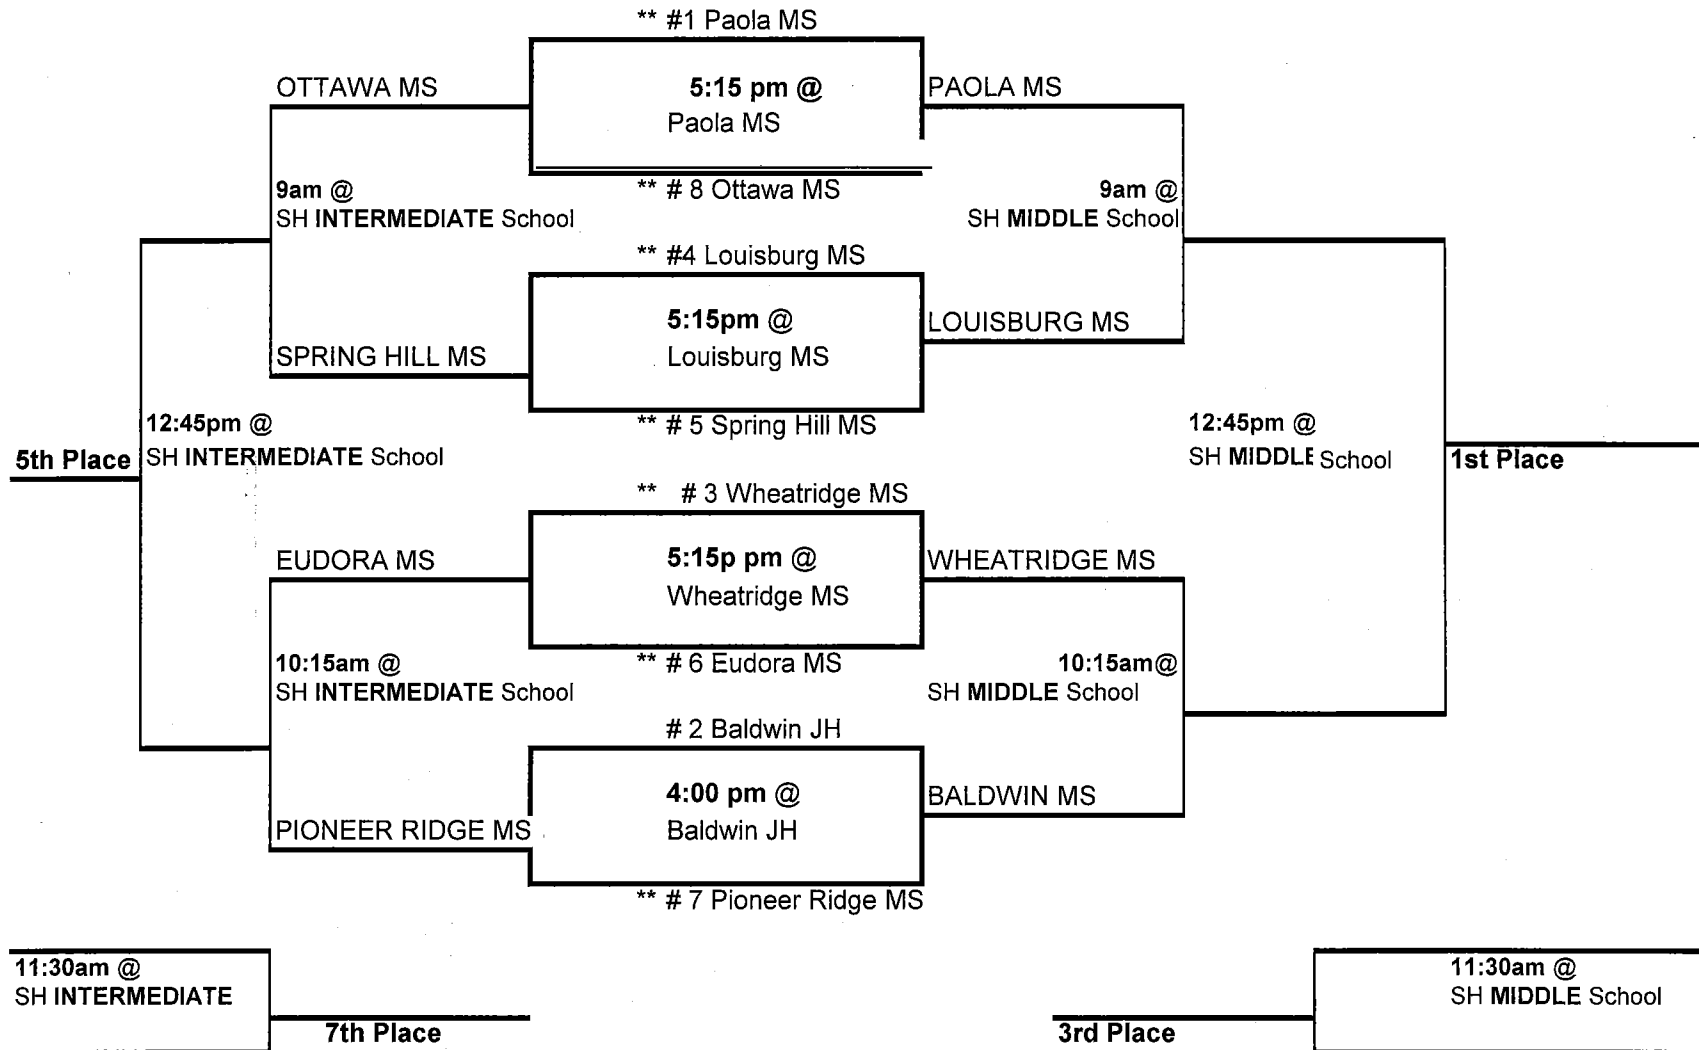 ** #1 Paola MS
OTTAWA MS
5:15 pm @
PAOLA MS
Paola MS
** # 8 Ottawa MS
9am @
SH INTERMEDIATE School
9am @
SH MIDDLE School
** #4 Louisburg MS
5:15pm @
LOUISBURG MS
SPRING HILL MS
Louisburg MS
** # 5 Spring Hill MS
12:45pm @
5th Place
SH INTERMEDIATE School
12:45pm @
SH MIDDLE School
1st Place
** # 3 Wheatridge MS
EUDORA MS
5:15p pm @
WHEATRIDGE MS
Wheatridge MS
** # 6 Eudora MS
10:15am @
SH INTERMEDIATE School
10:15am@
SH MIDDLE School
# 2 Baldwin JH
4:00 pm @
BALDWIN MS
PIONEER RIDGE MS
Baldwin JH
** # 7 Pioneer Ridge MS
11:30am @
SH INTERMEDIATE
7th Place
11:30am @
SH MIDDLE School
3rd Place